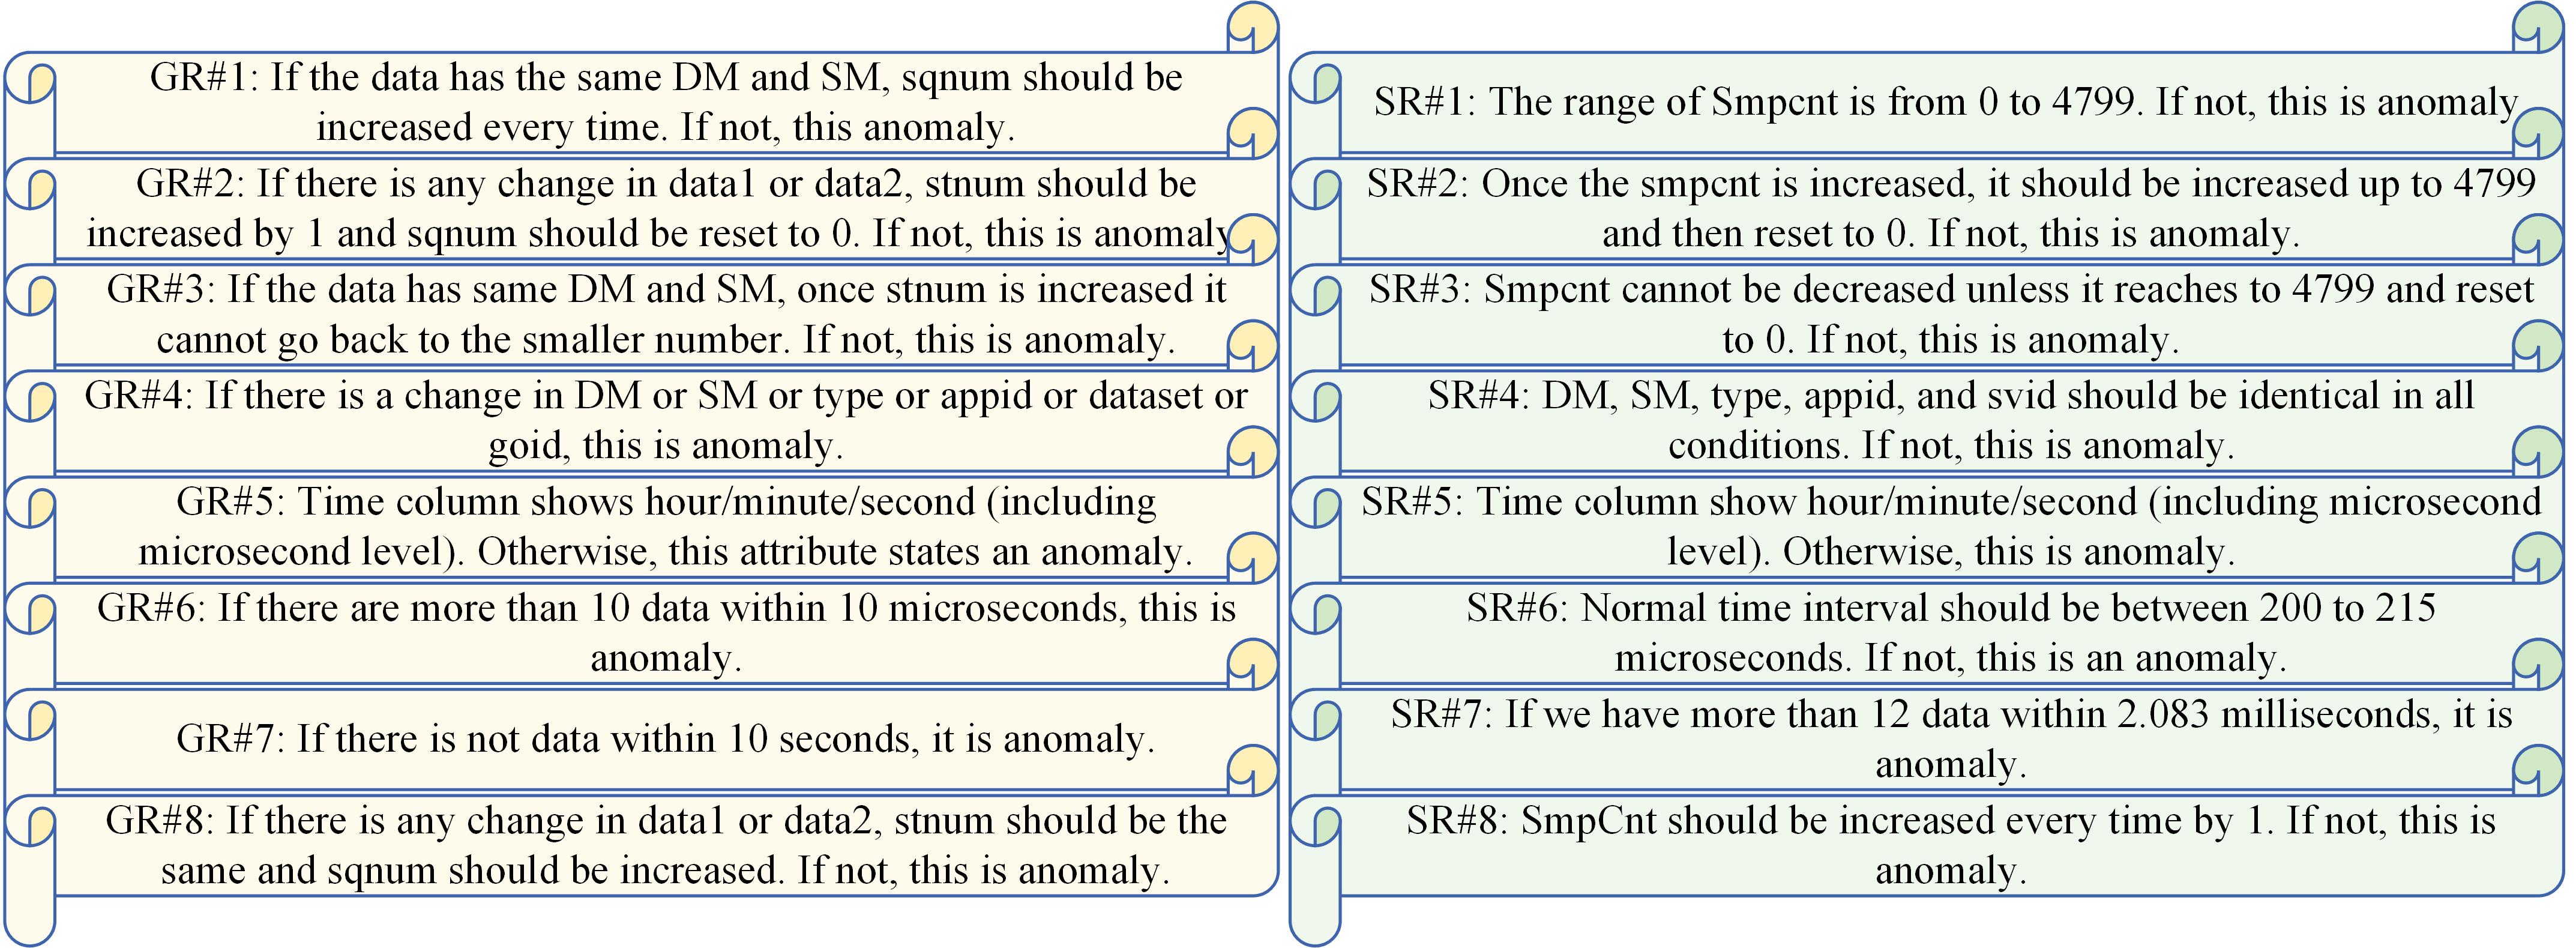 GR#1: If the data has the same DM and SM, sqnum should be
increased every time. If not, this anomaly.
GR#2: If there is any change in data1 or data2, stnum should be
increased by 1 and sqnum should be reset to 0. If not, this is anomaly
GR#3: If the data has same DM and SM, once stnum is increased it
cannot go back to the smaller number. If not, this is anomaly.
GR#4: If there is a change in DM or SM or type or appid or dataset or
goid, this is anomaly.
GR#5: Time column shows hour/minute/second (including
microsecond level). Otherwise, this attribute states an anomaly.
GR#6: If there are more than 10 data within 10 microseconds, this is
anomaly.
GR#7: If there is not data within 10 seconds, it is anomaly.
GR#8: If there is any change in data1 or data2, stnum should be the
same and sqnum should be increased. If not, this is anomaly.
SR#1: The range of Smpcnt is from 0 to 4799. If not, this is anomaly
SR#2: Once the smpcnt is increased, it should be increased up to 4799
and then reset to 0. If not, this is anomaly.
SR#3: Smpcnt cannot be decreased unless it reaches to 4799 and reset
to 0. If not, this is anomaly.
SR#4: DM, SM, type, appid, and svid should be identical in all
conditions. If not, this is anomaly.
SR#5: Time column show hour/minute/second (including microsecond
level). Otherwise, this is anomaly.
SR#6: Normal time interval should be between 200 to 215
microseconds. If not, this is an anomaly.
SR#7: If we have more than 12 data within 2.083 milliseconds, it is
anomaly.
SR#8: SmpCnt should be increased every time by 1. If not, this is
anomaly.